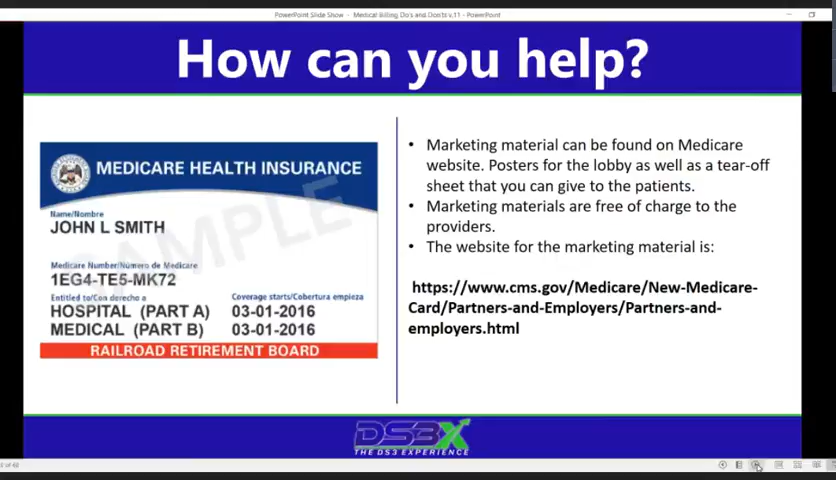 PowerPoint Slide Show - Medical Billing Do's and Don'ts v.11 - PowerPoint
How can you help?
MEDICARE HEALTH INSURANCE
Name/Nombre
JOHN L SMITH
SAMPLE
Medicare Number/Número de Medicare
1EG4-TE5-MK72
Entitled to/Con derecho a
Coverage starts/Cobertura empieza
HOSPITAL (PART A) 03-01-2016
MEDICAL (PART B) 03-01-2016
RAILROAD RETIREMENT BOARD
• Marketing material can be found on Medicare
website. Posters for the lobby as well as a tear-off
sheet that you can give to the patients.
• Marketing materials are free of charge to the
providers.
• The website for the marketing material is:
https://www.cms.gov/Medicare/New-Medicare-
Card/Partners-and-Employers/Partners-and-
employers.html
DS3X
THE DS3 EXPERIENCE